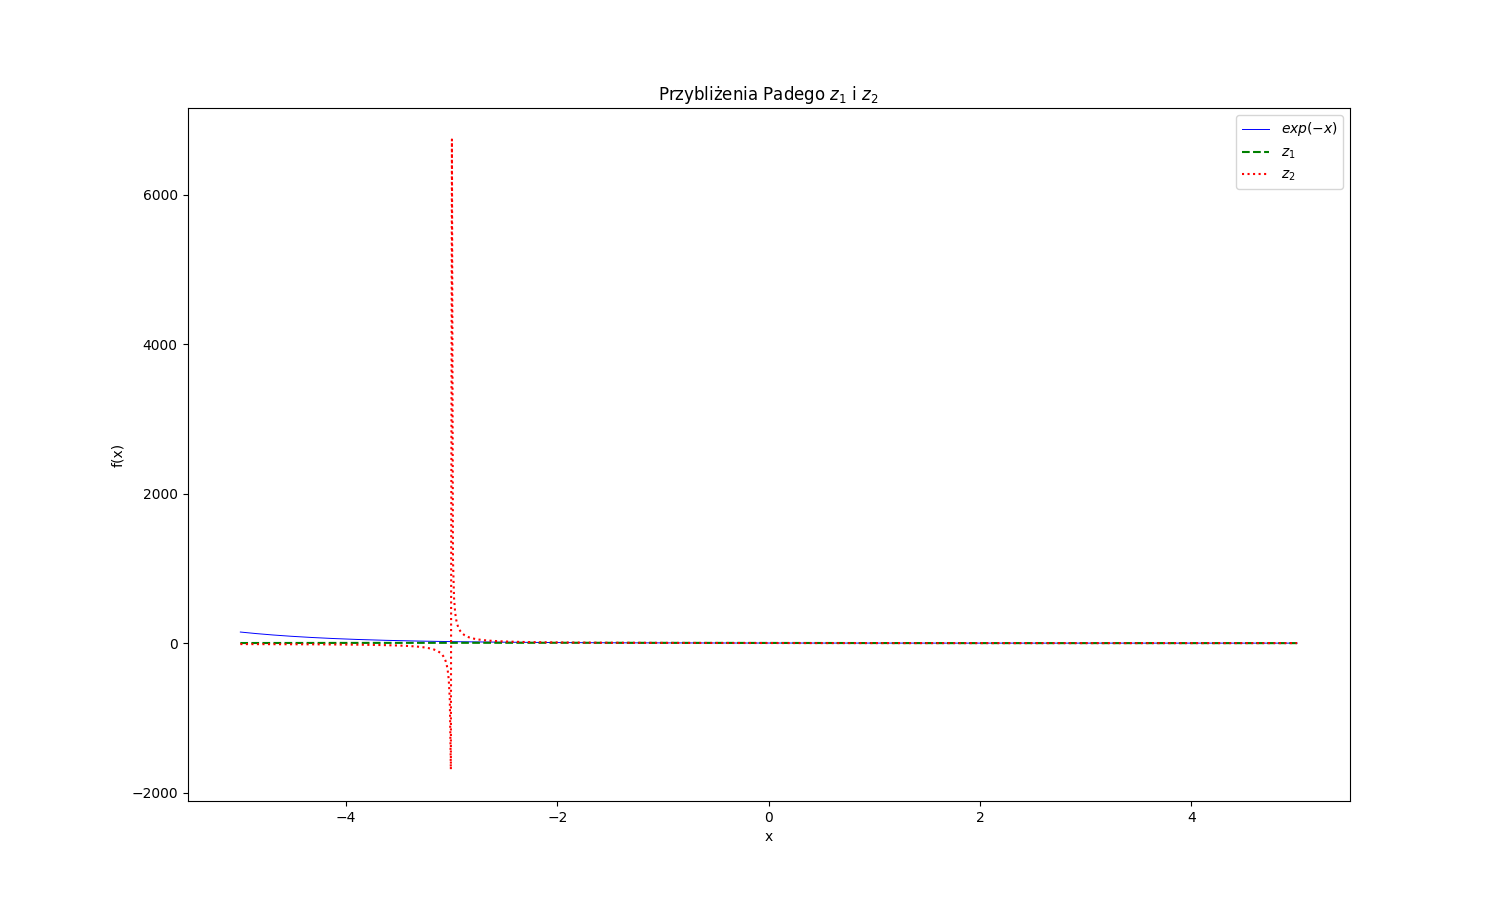 Przybliżenia Padego z₁ i z₂
exp(−x)
z₁
z₂
6000
4000
2000
0
−2000
f(x)
−4
−2
0
2
4
x